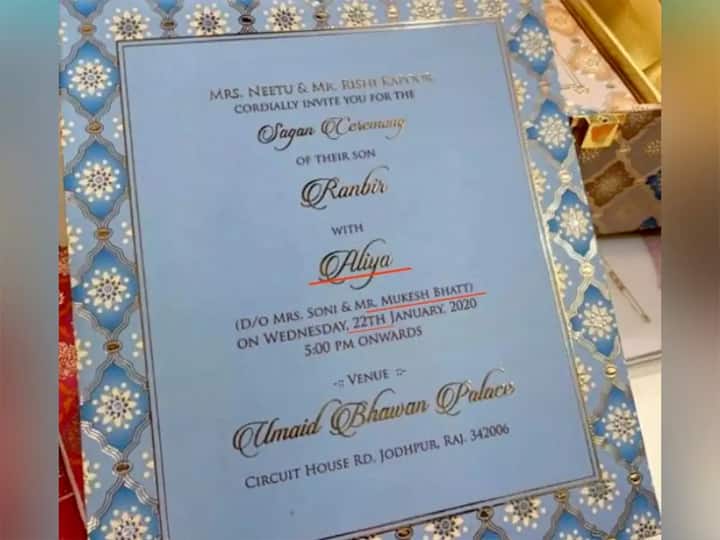 MRS. NEETU & MR. RISHI KAPOOR
CORDIALLY INVITE YOU FOR THE
Sagan Ceremony
OF THEIR SON
Ranbir
WITH
Aliya
(D/O MRS. SONI & MR. MUKESH BHATT)
ON WEDNESDAY, 22TH JANUARY, 2020
5:00 PM ONWARDS
-:: VENUE ::-
Umaid Bhawan Palace
CIRCUIT HOUSE RD, JODHPUR, RAJ. 342006